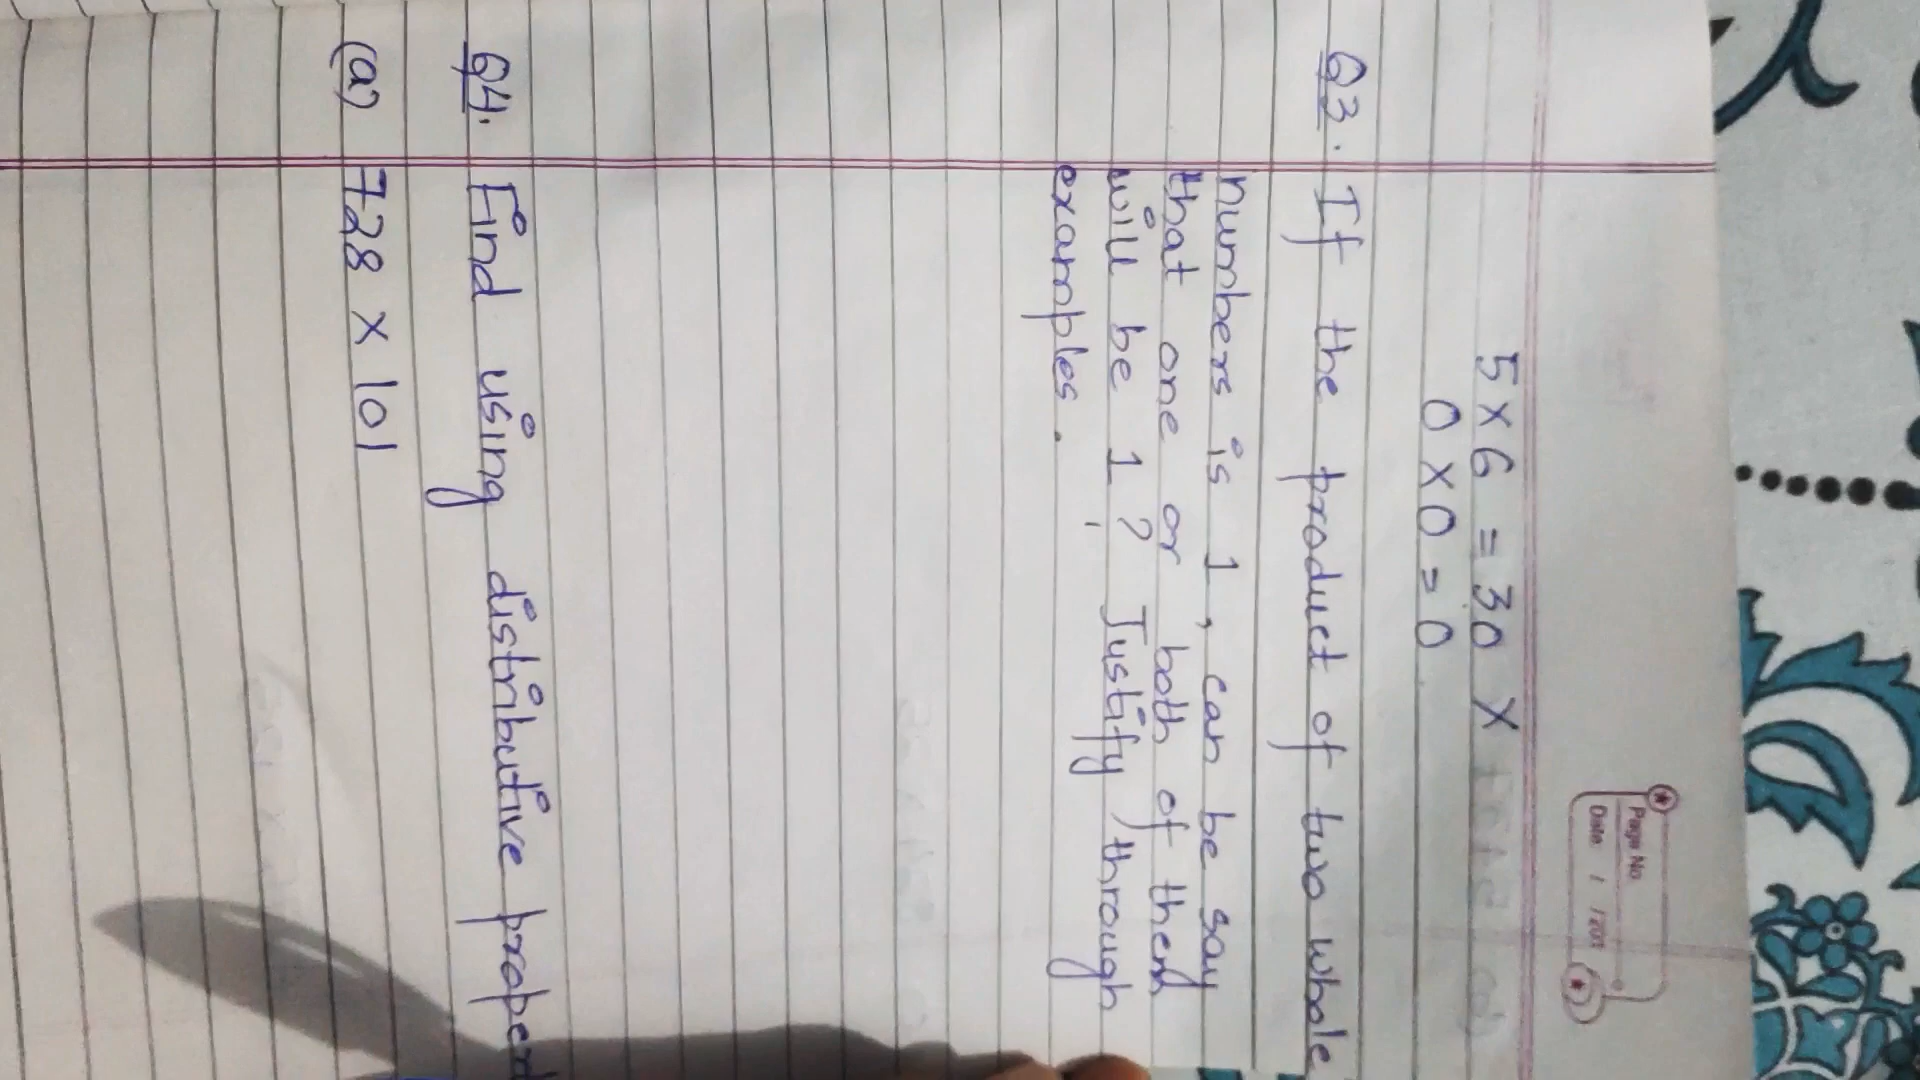 Page No.
Date / /201
5 × 6 = 30 ×
0 × 0 = 0
Q3. If the product of two whole
numbers is 1, can be say
that one or both of them
will be 1? Justify through
examples.
Q4. Find using distributive propert
(a) 728 × 101